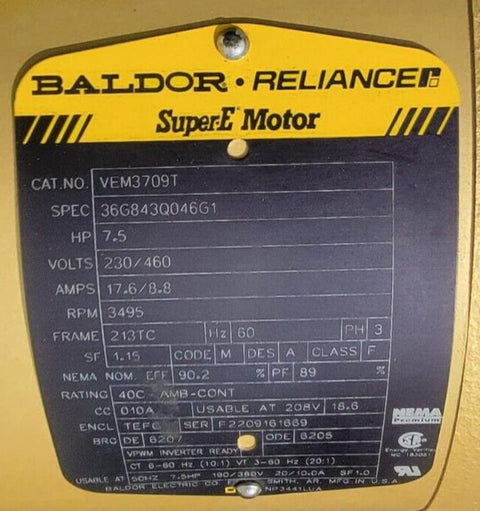 BALDOR • RELIANCE
Super-E Motor
CAT.NO. VEM3709T
SPEC 36G843Q046G1
HP 7.5
VOLTS 230/460
AMPS 17.6/8.8
RPM 3495
FRAME 213TC Hz 60 PH 3
SF 1.15 CODE M DES A CLASS F
NEMA NOM. EFF 90.2 % PF 89 %
RATING 40C AMB-CONT
CC 010A USABLE AT 208V 18.6
ENCL TEFC SER F2209161669
BRG DE 6207 ODE 6205
VPWM INVERTER READY
CT 6-60 Hz (10:1) VT 3-60 Hz (20:1)
USABLE AT 50HZ 7.5HP 190/380V 20/10.0A SF1.0
BALDOR ELECTRIC CO. SMITH, AR. MFG IN U.S.A
NP3441LUA
NEMA
Premium
Energy Verified